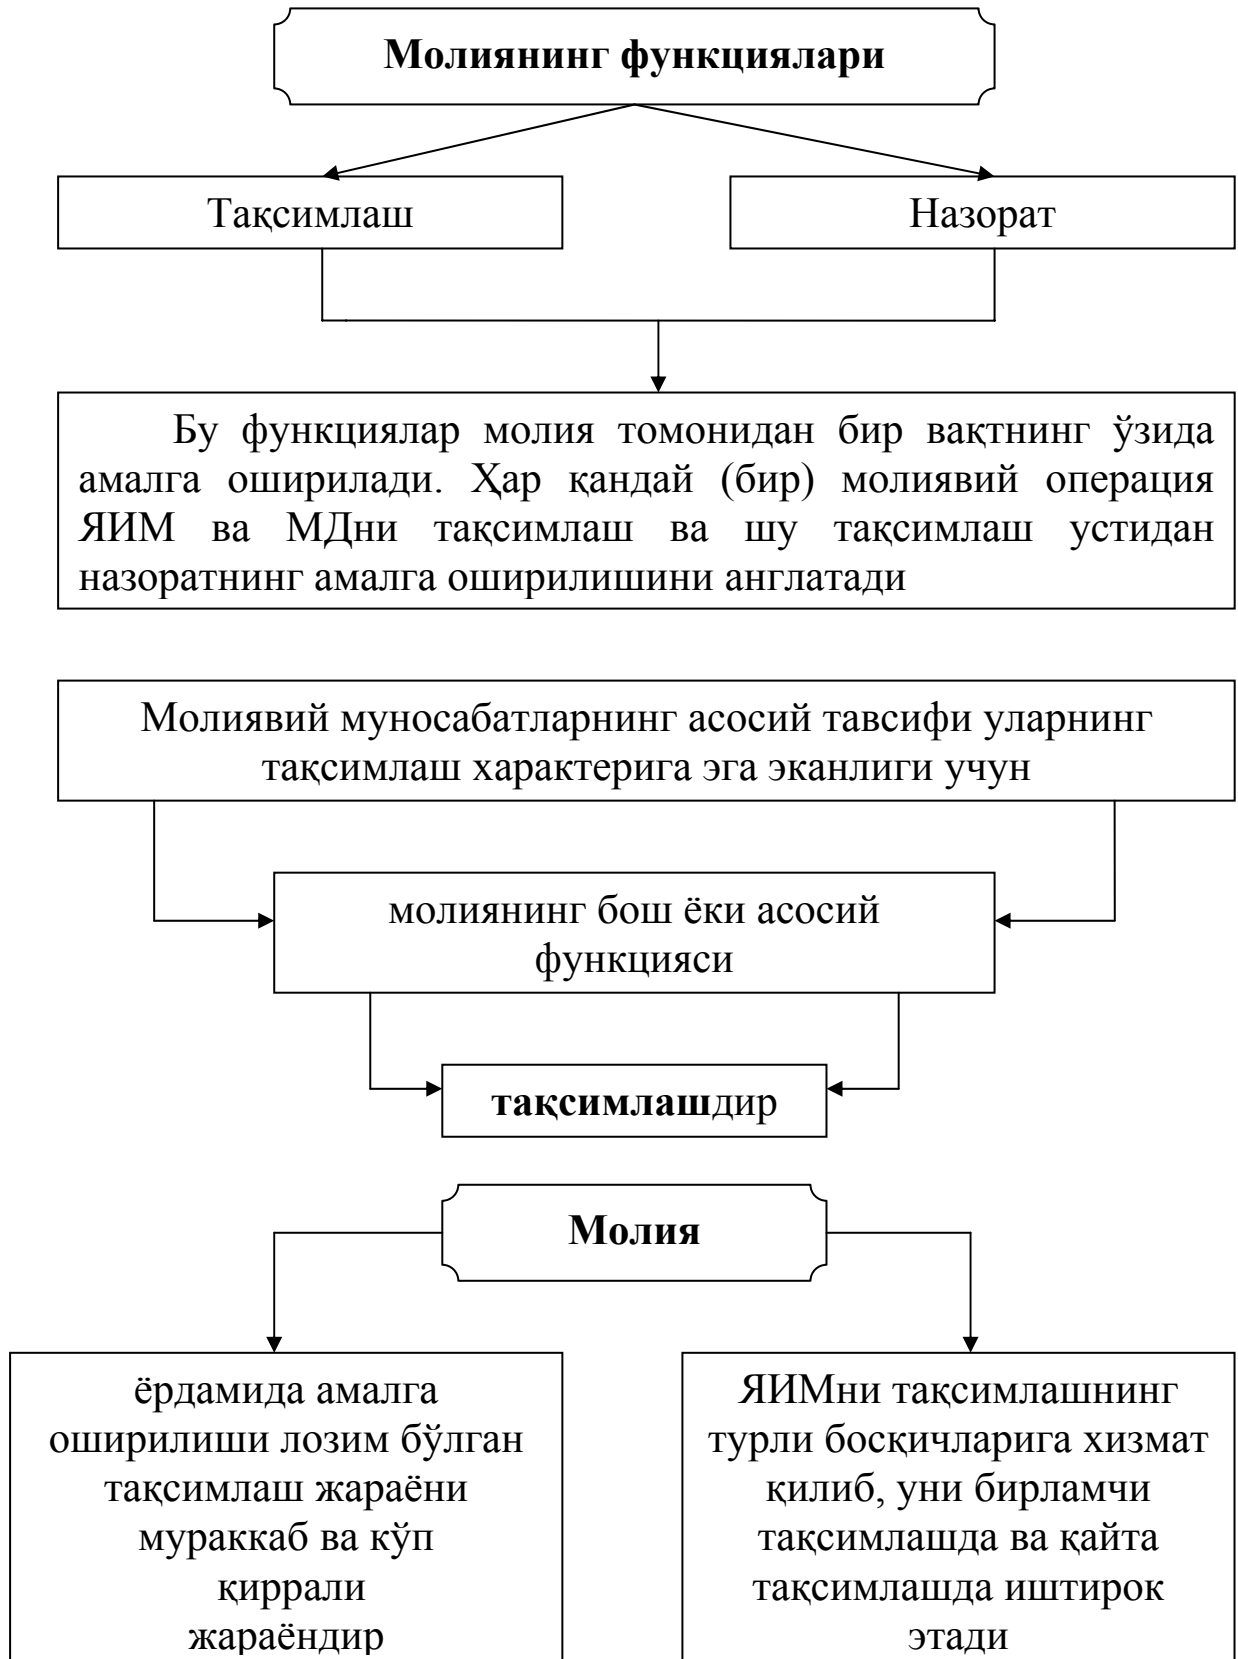 Молиянинг функциялари
Тақсимлаш
Назорат
Бу функциялар молия томонидан бир вақтнинг ўзида
амалга оширилади. Ҳар қандай (бир) молиявий операция
ЯИМ ва МДни тақсимлаш ва шу тақсимлаш устидан
назоратнинг амалга оширилишини англатади
Молиявий муносабатларнинг асосий тавсифи уларнинг
тақсимлаш характерига эга эканлиги учун
молиянинг бош ёки асосий
функцияси
тақсимлашдир
Молия
ёрдамида амалга
оширилиши лозим бўлган
тақсимлаш жараёни
мураккаб ва кўп
қиррали
жараёндир
ЯИМни тақсимлашнинг
турли босқичларига хизмат
қилиб, уни бирламчи
тақсимлашда ва қайта
тақсимлашда иштирок
этади